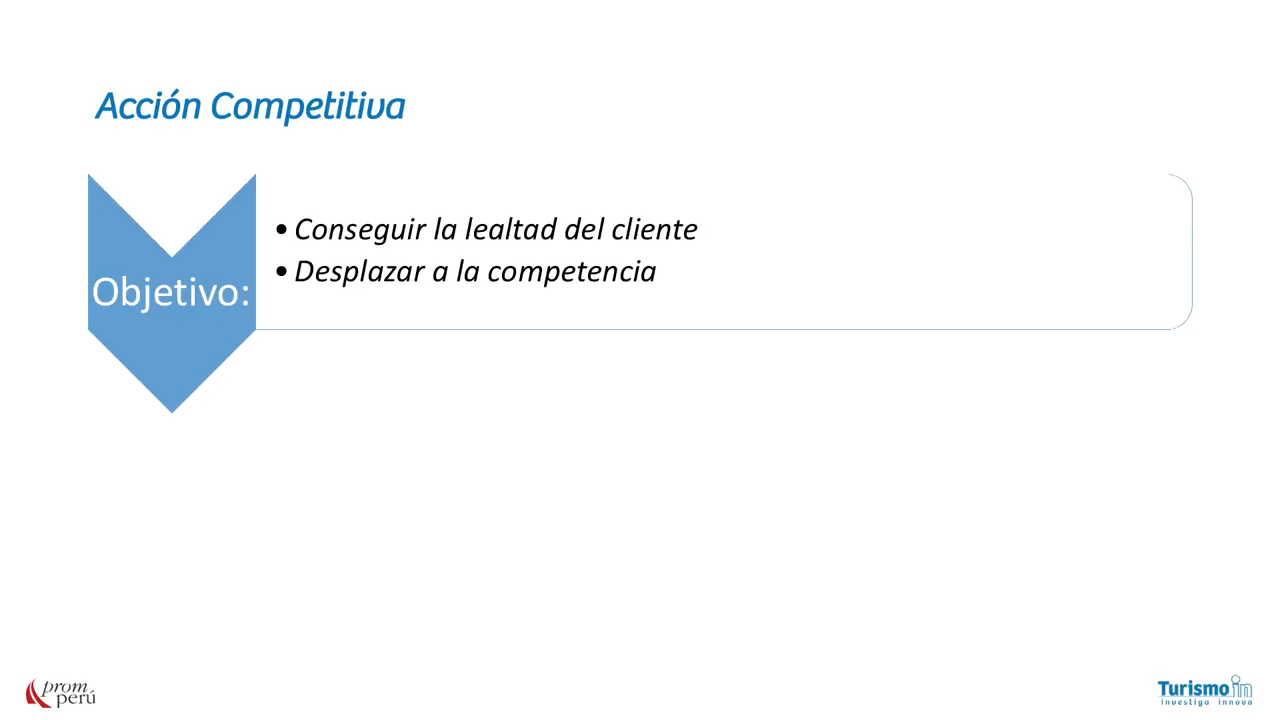 Acción Competitiva
• Conseguir la lealtad del cliente
• Desplazar a la competencia
Objetivo:
prom
perú
Turismo in
investiga innova